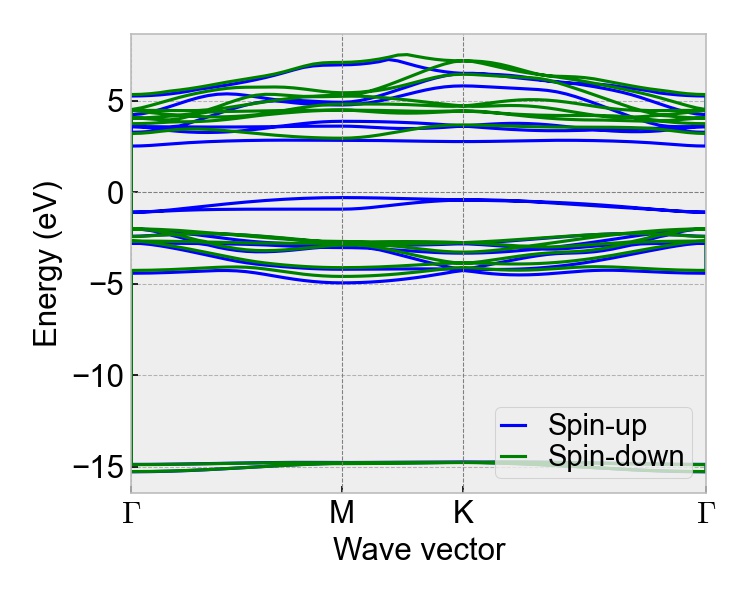 Energy (eV)
5
0
−5
−10
−15
Spin-up
Spin-down
Γ M K Γ
Wave vector